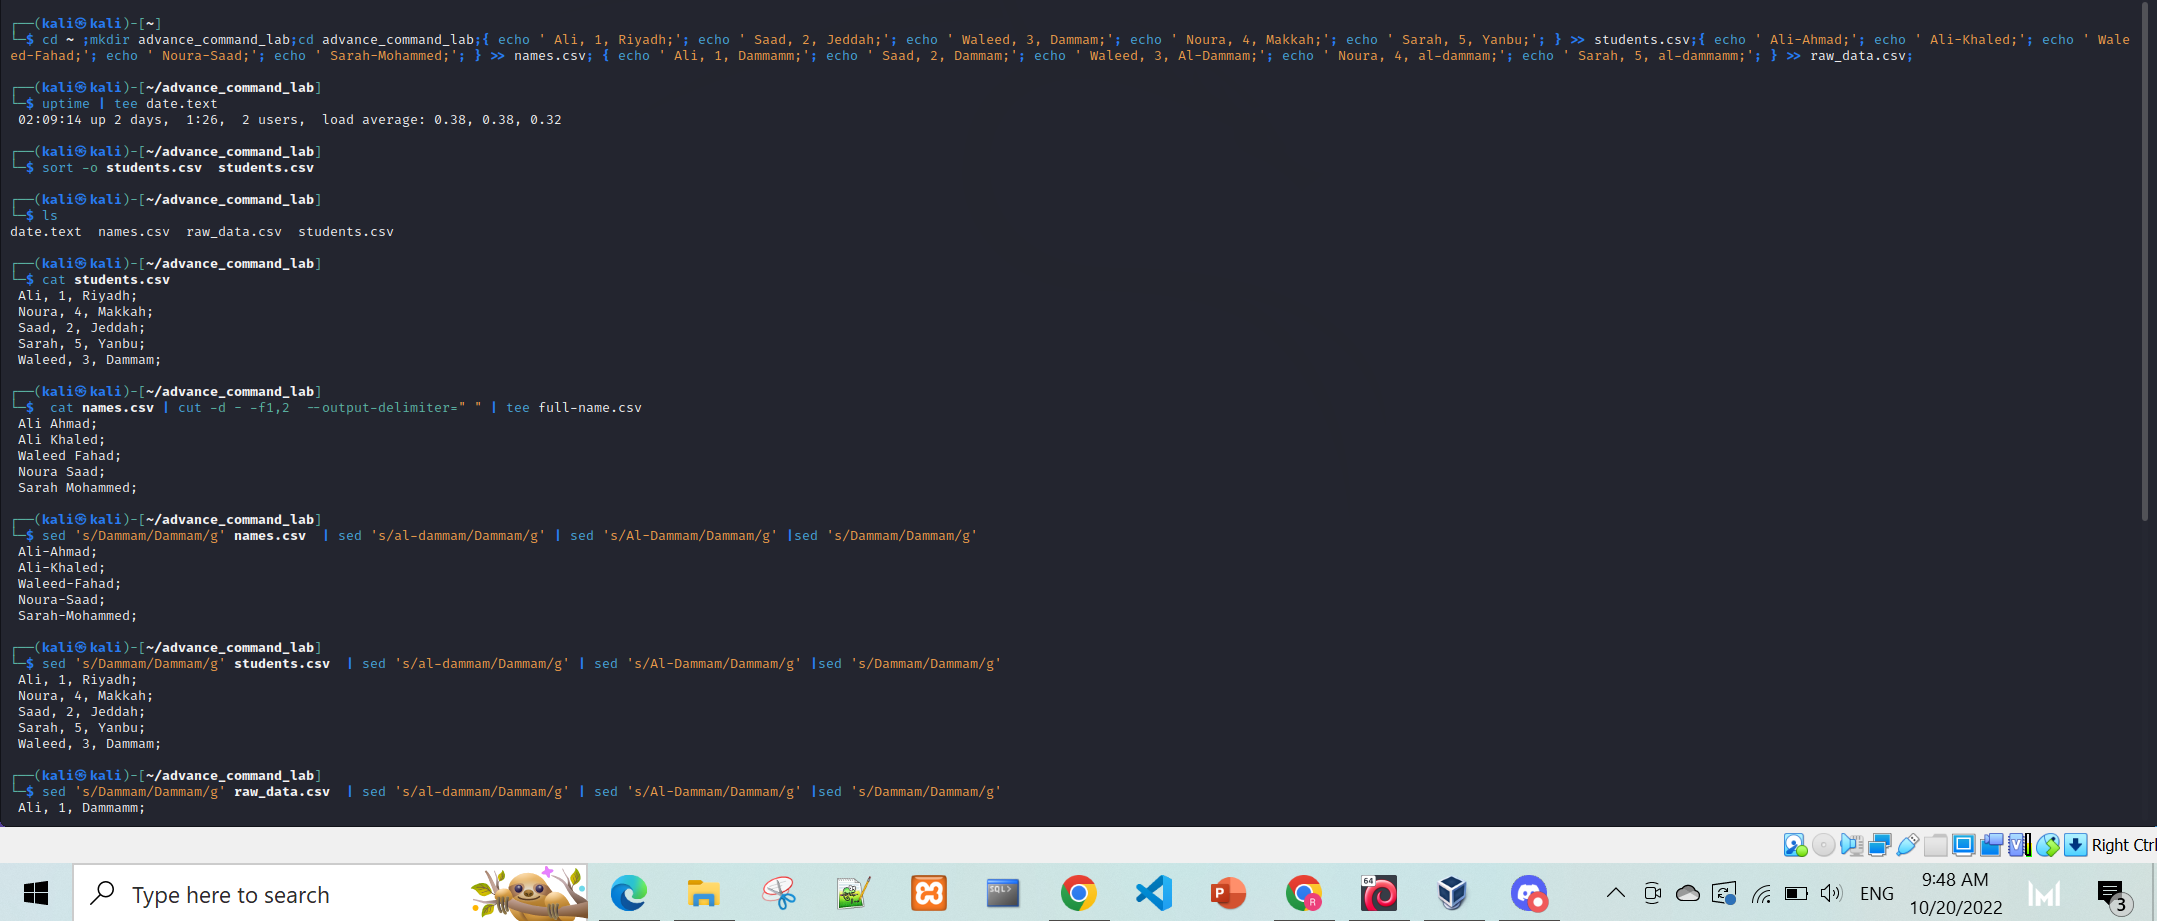 ┌──(kali㉿kali)-[~]
└─$ cd ~ ;mkdir advance_command_lab;cd advance_command_lab;{ echo ' Ali, 1, Riyadh;'; echo ' Saad, 2, Jeddah;'; echo ' Waleed, 3, Dammam;'; echo ' Noura, 4, Makkah;'; echo ' Sarah, 5, Yanbu;'; } >> students.csv;{ echo ' Ali-Ahmad;'; echo ' Ali-Khaled;'; echo ' Wale
ed-Fahad;'; echo ' Noura-Saad;'; echo ' Sarah-Mohammed;'; } >> names.csv; { echo ' Ali, 1, Dammamm;'; echo ' Saad, 2, Dammam;'; echo ' Waleed, 3, Al-Dammam;'; echo ' Noura, 4, al-dammam;'; echo ' Sarah, 5, al-dammamm;'; } >> raw_data.csv;
┌──(kali㉿kali)-[~/advance_command_lab]
└─$ uptime | tee date.text
02:09:14 up 2 days,  1:26,  2 users,  load average: 0.38, 0.38, 0.32
┌──(kali㉿kali)-[~/advance_command_lab]
└─$ sort -o students.csv  students.csv
┌──(kali㉿kali)-[~/advance_command_lab]
└─$ ls
date.text  names.csv  raw_data.csv  students.csv
┌──(kali㉿kali)-[~/advance_command_lab]
└─$ cat students.csv
Ali, 1, Riyadh;
Noura, 4, Makkah;
Saad, 2, Jeddah;
Sarah, 5, Yanbu;
Waleed, 3, Dammam;
┌──(kali㉿kali)-[~/advance_command_lab]
└─$  cat names.csv | cut -d - -f1,2  --output-delimiter=" " | tee full-name.csv
Ali Ahmad;
Ali Khaled;
Waleed Fahad;
Noura Saad;
Sarah Mohammed;
┌──(kali㉿kali)-[~/advance_command_lab]
└─$ sed 's/Dammam/Dammam/g' names.csv  | sed 's/al-dammam/Dammam/g' | sed 's/Al-Dammam/Dammam/g' |sed 's/Dammam/Dammam/g'
Ali-Ahmad;
Ali-Khaled;
Waleed-Fahad;
Noura-Saad;
Sarah-Mohammed;
┌──(kali㉿kali)-[~/advance_command_lab]
└─$ sed 's/Dammam/Dammam/g' students.csv  | sed 's/al-dammam/Dammam/g' | sed 's/Al-Dammam/Dammam/g' |sed 's/Dammam/Dammam/g'
Ali, 1, Riyadh;
Noura, 4, Makkah;
Saad, 2, Jeddah;
Sarah, 5, Yanbu;
Waleed, 3, Dammam;
┌──(kali㉿kali)-[~/advance_command_lab]
└─$ sed 's/Dammam/Dammam/g' raw_data.csv  | sed 's/al-dammam/Dammam/g' | sed 's/Al-Dammam/Dammam/g' |sed 's/Dammam/Dammam/g'
Ali, 1, Dammamm;
Right Ctrl
Type here to search
SQL>
R
64
ENG
9:48 AM
10/20/2022
3